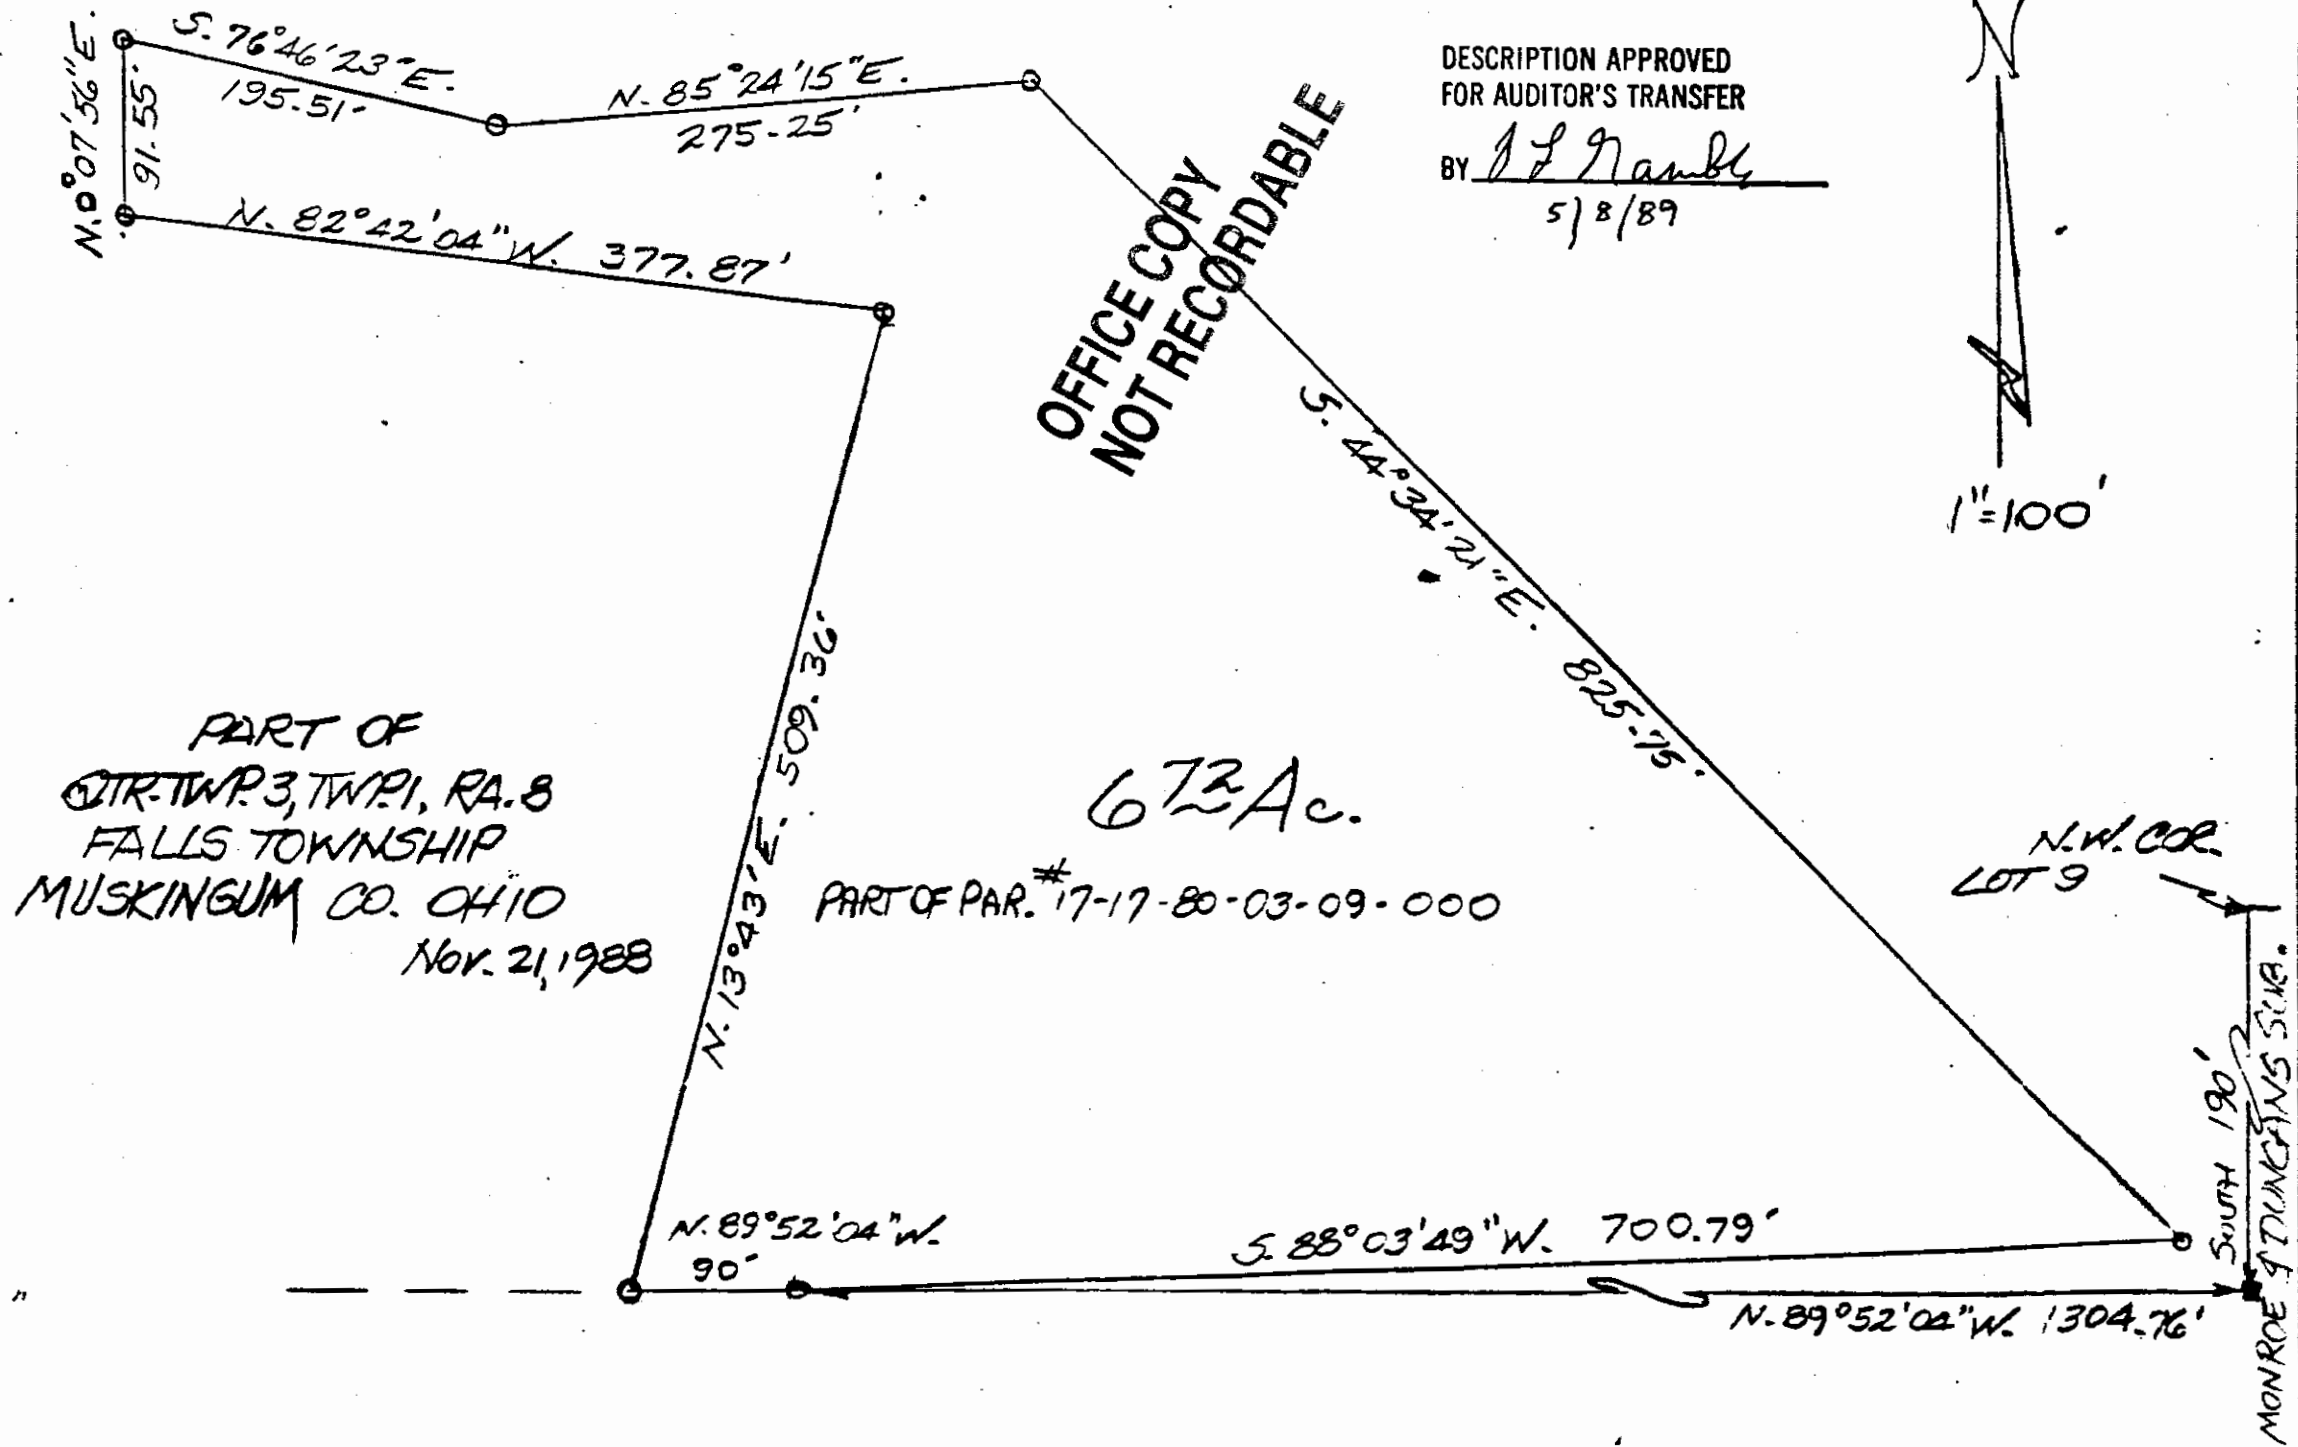 S. 76°46'23"E.
195.51'
N. 85°24'15"E.
275.25'
N. 0°07'56"E.
91.55'
N. 82°42'04"W. 377.87'
DESCRIPTION APPROVED
FOR AUDITOR'S TRANSFER
BY
5/8/89
N
1"=100'
OFFICE COPY
NOT RECORDABLE
S. 44°34'21"E. 825.75'
N. 13°43'E. 509.36'
PART OF
QTR. TWP. 3, TWP. 1, RA. 8
FALLS TOWNSHIP
MUSKINGUM CO. OHIO
Nov. 21, 1988
6 72 Ac.
PART OF PAR. #17-17-80-03-09-000
N.W. COR.
LOT 9
SOUTH 190'
MONROE & DUNCANS SUB.
N. 89°52'04"W.
90'
S. 88°03'49"W. 700.79'
N. 89°52'04"W. 1304.76'